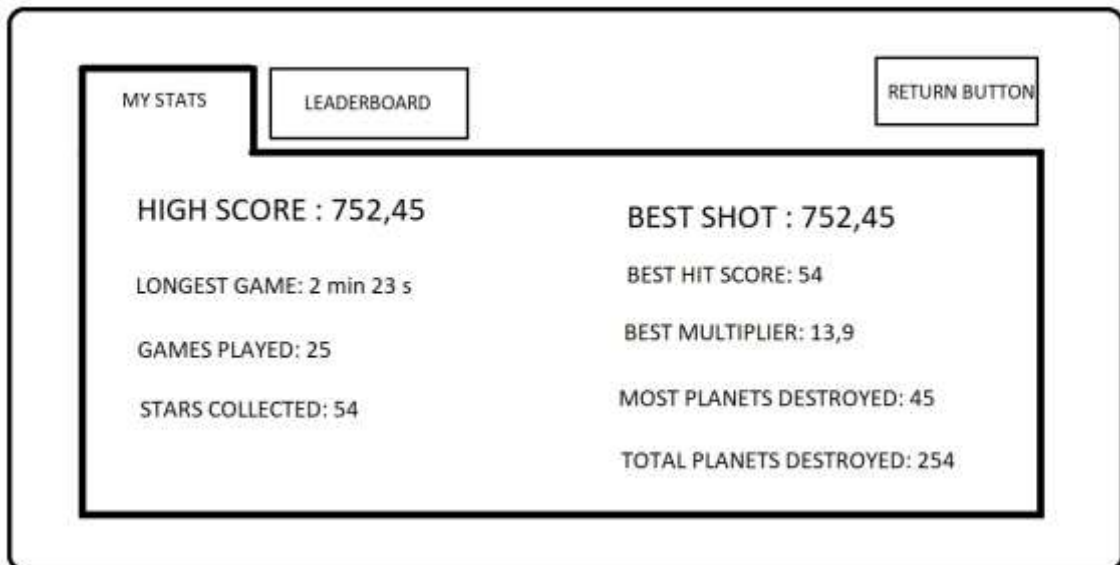 MY STATS
LEADERBOARD
RETURN BUTTON
HIGH SCORE : 752,45
LONGEST GAME: 2 min 23 s
GAMES PLAYED: 25
STARS COLLECTED: 54
BEST SHOT : 752,45
BEST HIT SCORE: 54
BEST MULTIPLIER: 13,9
MOST PLANETS DESTROYED: 45
TOTAL PLANETS DESTROYED: 254